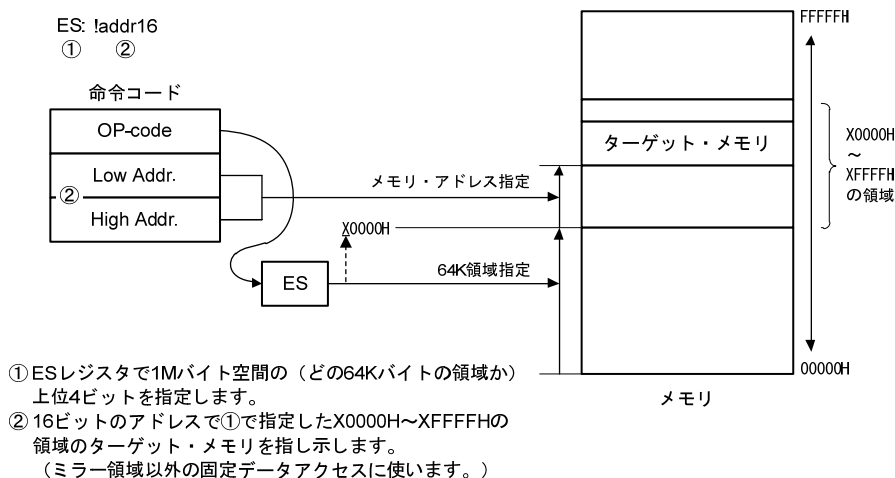 ES: !addr16
① ②
命令コード
OP-code
Low Addr.
②
High Addr.
ES
メモリ・アドレス指定
X0000H
64K領域指定
ターゲット・メモリ
メモリ
FFFFFH
X0000H
～
XFFFFH
の領域
00000H
① ESレジスタで1Mバイト空間の（どの64Kバイトの領域か）
上位4ビットを指定します。
② 16ビットのアドレスで①で指定したX0000H～XFFFFHの
領域のターゲット・メモリを指し示します。
（ミラー領域以外の固定データアクセスに使います。）